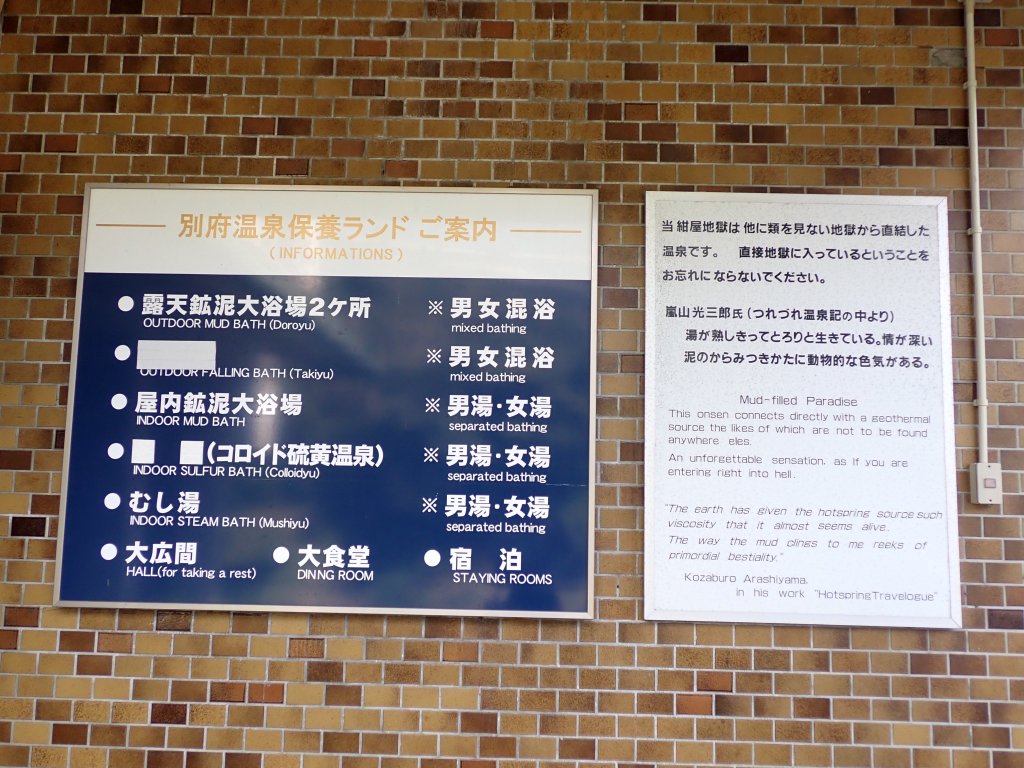 別府温泉保養ランド ご案内
(INFORMATIONS)
● 露天鉱泥大浴場2ケ所 ※ 男女混浴
OUTDOOR MUD BATH (Doroyu) mixed bathing
● ※ 男女混浴
OUTDOOR FALLING BATH (Takiyu) mixed bathing
● 屋内鉱泥大浴場 ※ 男湯・女湯
INDOOR MUD BATH separated bathing
● (コロイド硫黄温泉) ※ 男湯・女湯
INDOOR SULFUR BATH (Colloidyu) separated bathing
● むし湯 ※ 男湯・女湯
INDOOR STEAM BATH (Mushiyu) separated bathing
● 大広間 ● 大食堂 ● 宿 泊
HALL(for taking a rest) DINNG ROOM STAYING ROOMS
当紺屋地獄は他に類を見ない地獄から直結した
温泉です。 直接地獄に入っているということを
お忘れにならないでください。
嵐山光三郎氏(つれづれ温泉記の中より)
湯が熟しきってとろりと生きている。情が深い
泥のからみつきかたに動物的な色気がある。
Mud-filled Paradise
This onsen connects directly with a geothermal
source the likes of which are not to be found
anywhere eles.
An unforgettable sensation, as if you are
entering right into hell.
"The earth has given the hotspring source such
viscosity that it almost seems alive.
The way the mud clings to me reeks of
primordial bestiality."
Kozaburo Arashiyama,
in his work "Hotspring Travelogue"